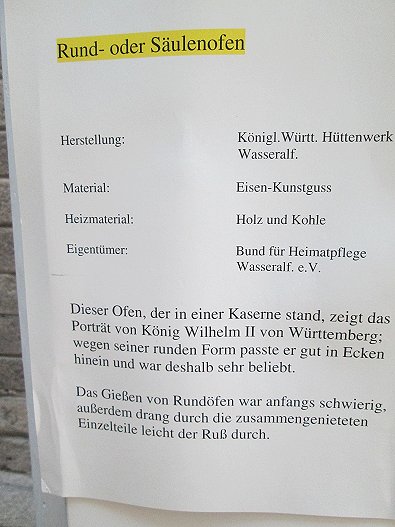 Rund- oder Säulenofen
Herstellung: Königl.Württ. Hüttenwerk
Wasseralf.
Material: Eisen-Kunstguss
Heizmaterial: Holz und Kohle
Eigentümer: Bund für Heimatpflege
Wasseralf. e.V.
Dieser Ofen, der in einer Kaserne stand, zeigt das
Porträt von König Wilhelm II von Württemberg;
wegen seiner runden Form passte er gut in Ecken
hinein und war deshalb sehr beliebt.
Das Gießen von Rundöfen war anfangs schwierig,
außerdem drang durch die zusammengenieteten
Einzelteile leicht der Ruß durch.